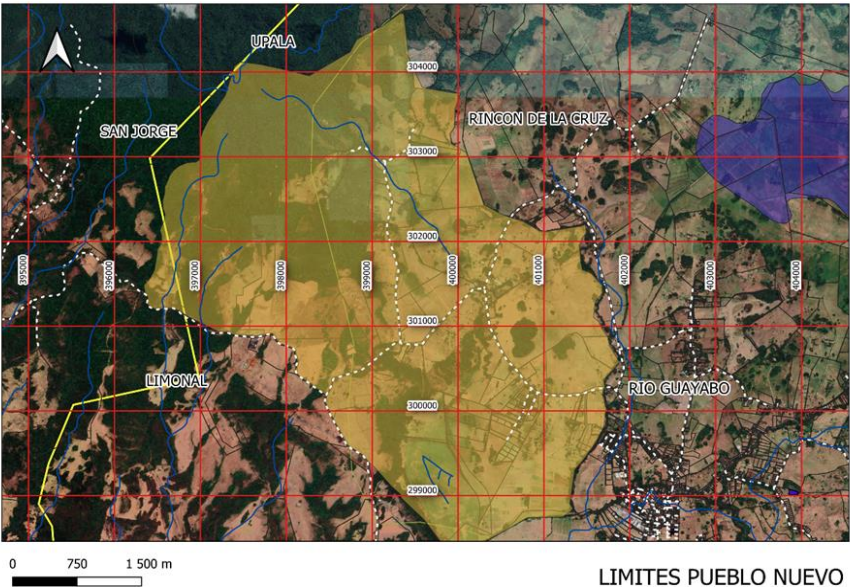 UPALA
304000
SAN JORGE
RINCON DE LA CRUZ
303000
302000
395000
396000
397000
398000
399000
400000
401000
402000
403000
404000
301000
LIMONAL
RIO GUAYABO
300000
299000
0 750 1 500 m
LIMITES PUEBLO NUEVO